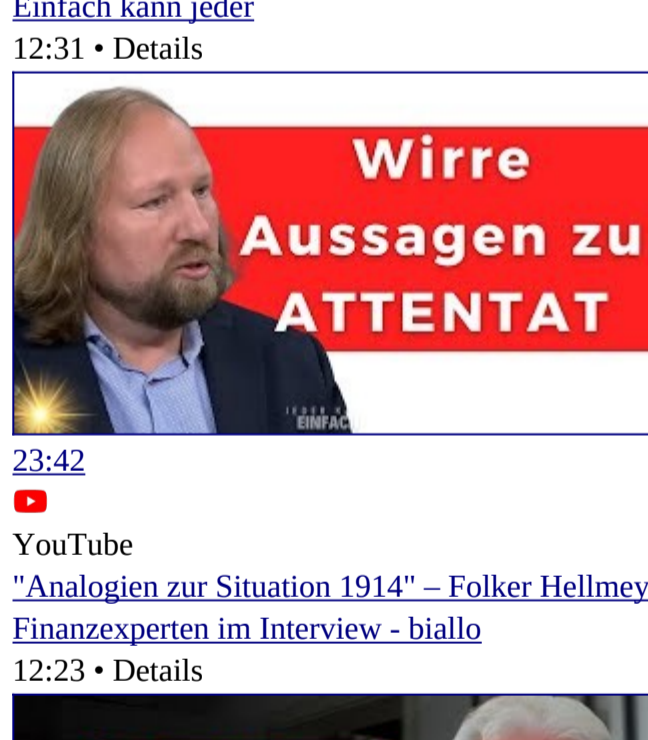 Einfach kann jeder
12:31 • Details
Wirre
Aussagen zu
ATTENTAT
EINFAC
23:42
YouTube
"Analogien zur Situation 1914" – Folker Hellmey
Finanzexperten im Interview - biallo
12:23 • Details